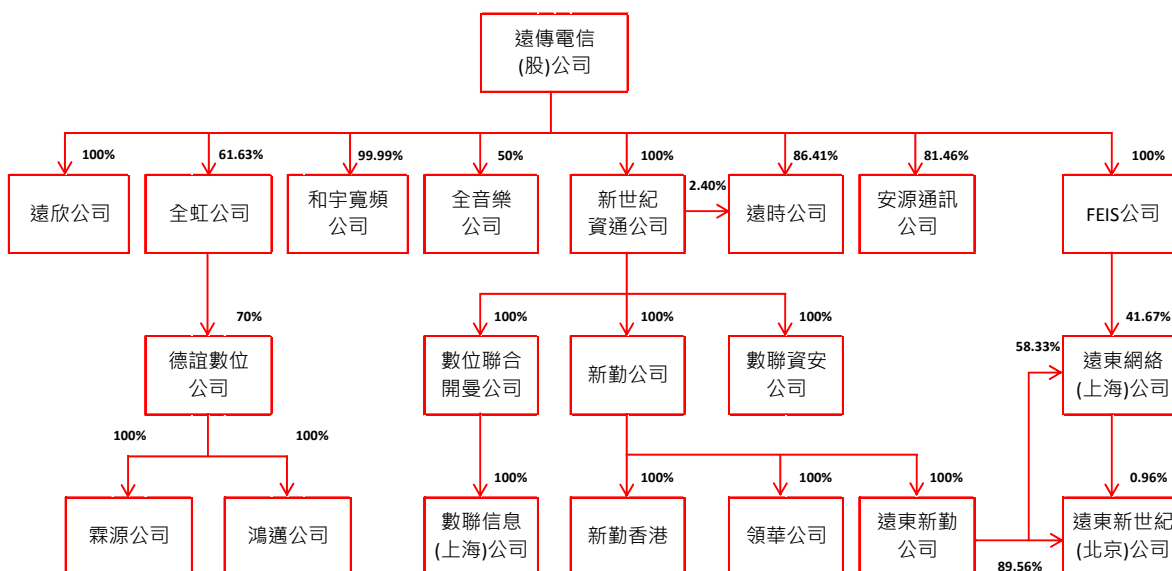 遠傳電信
(股)公司
100%
61.63%
99.99%
50%
100%
86.41%
81.46%
100%
遠欣公司
全虹公司
和宇寬頻
公司
全音樂
公司
新世紀
資通公司
2.40%
遠時公司
安源通訊
公司
FEIS公司
70%
100%
100%
100%
41.67%
德誼數位
公司
數位聯合
開曼公司
新勤公司
數聯資安
公司
58.33%
遠東網絡
(上海)公司
100%
100%
100%
100%
100%
100%
0.96%
霖源公司
鴻邁公司
數聯信息
(上海)公司
新勤香港
領華公司
遠東新勤
公司
89.56%
遠東新世紀
(北京)公司